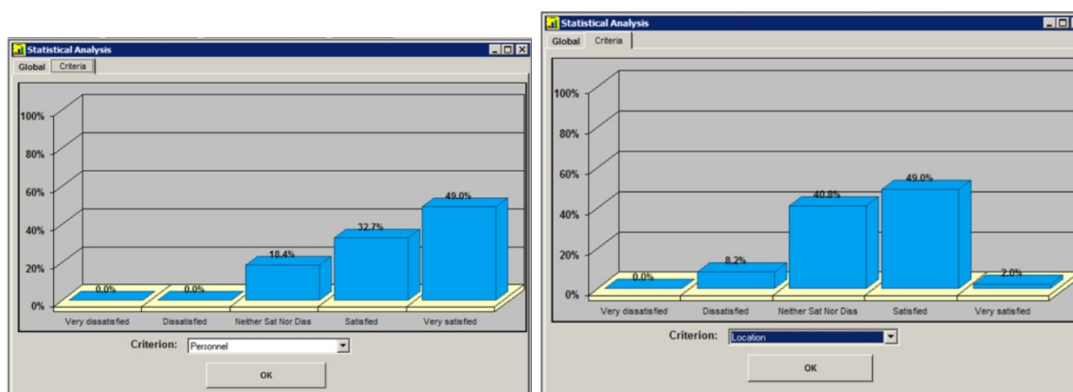 Statistical Analysis
Global Criteria
100%
80%
60%
40%
20%
0%
0.0%
0.0%
18.4%
32.7%
49.0%
Very dissatisfied Dissatisfied Neither Sat Nor Diss Satisfied Very satisfied
Criterion: Personnel
OK
Statistical Analysis
Global Criteria
100%
80%
60%
40%
20%
0%
0.0%
8.2%
40.8%
49.0%
2.0%
Very dissatisfied Dissatisfied Neither Sat Nor Diss Satisfied Very satisfied
Criterion: Location
OK